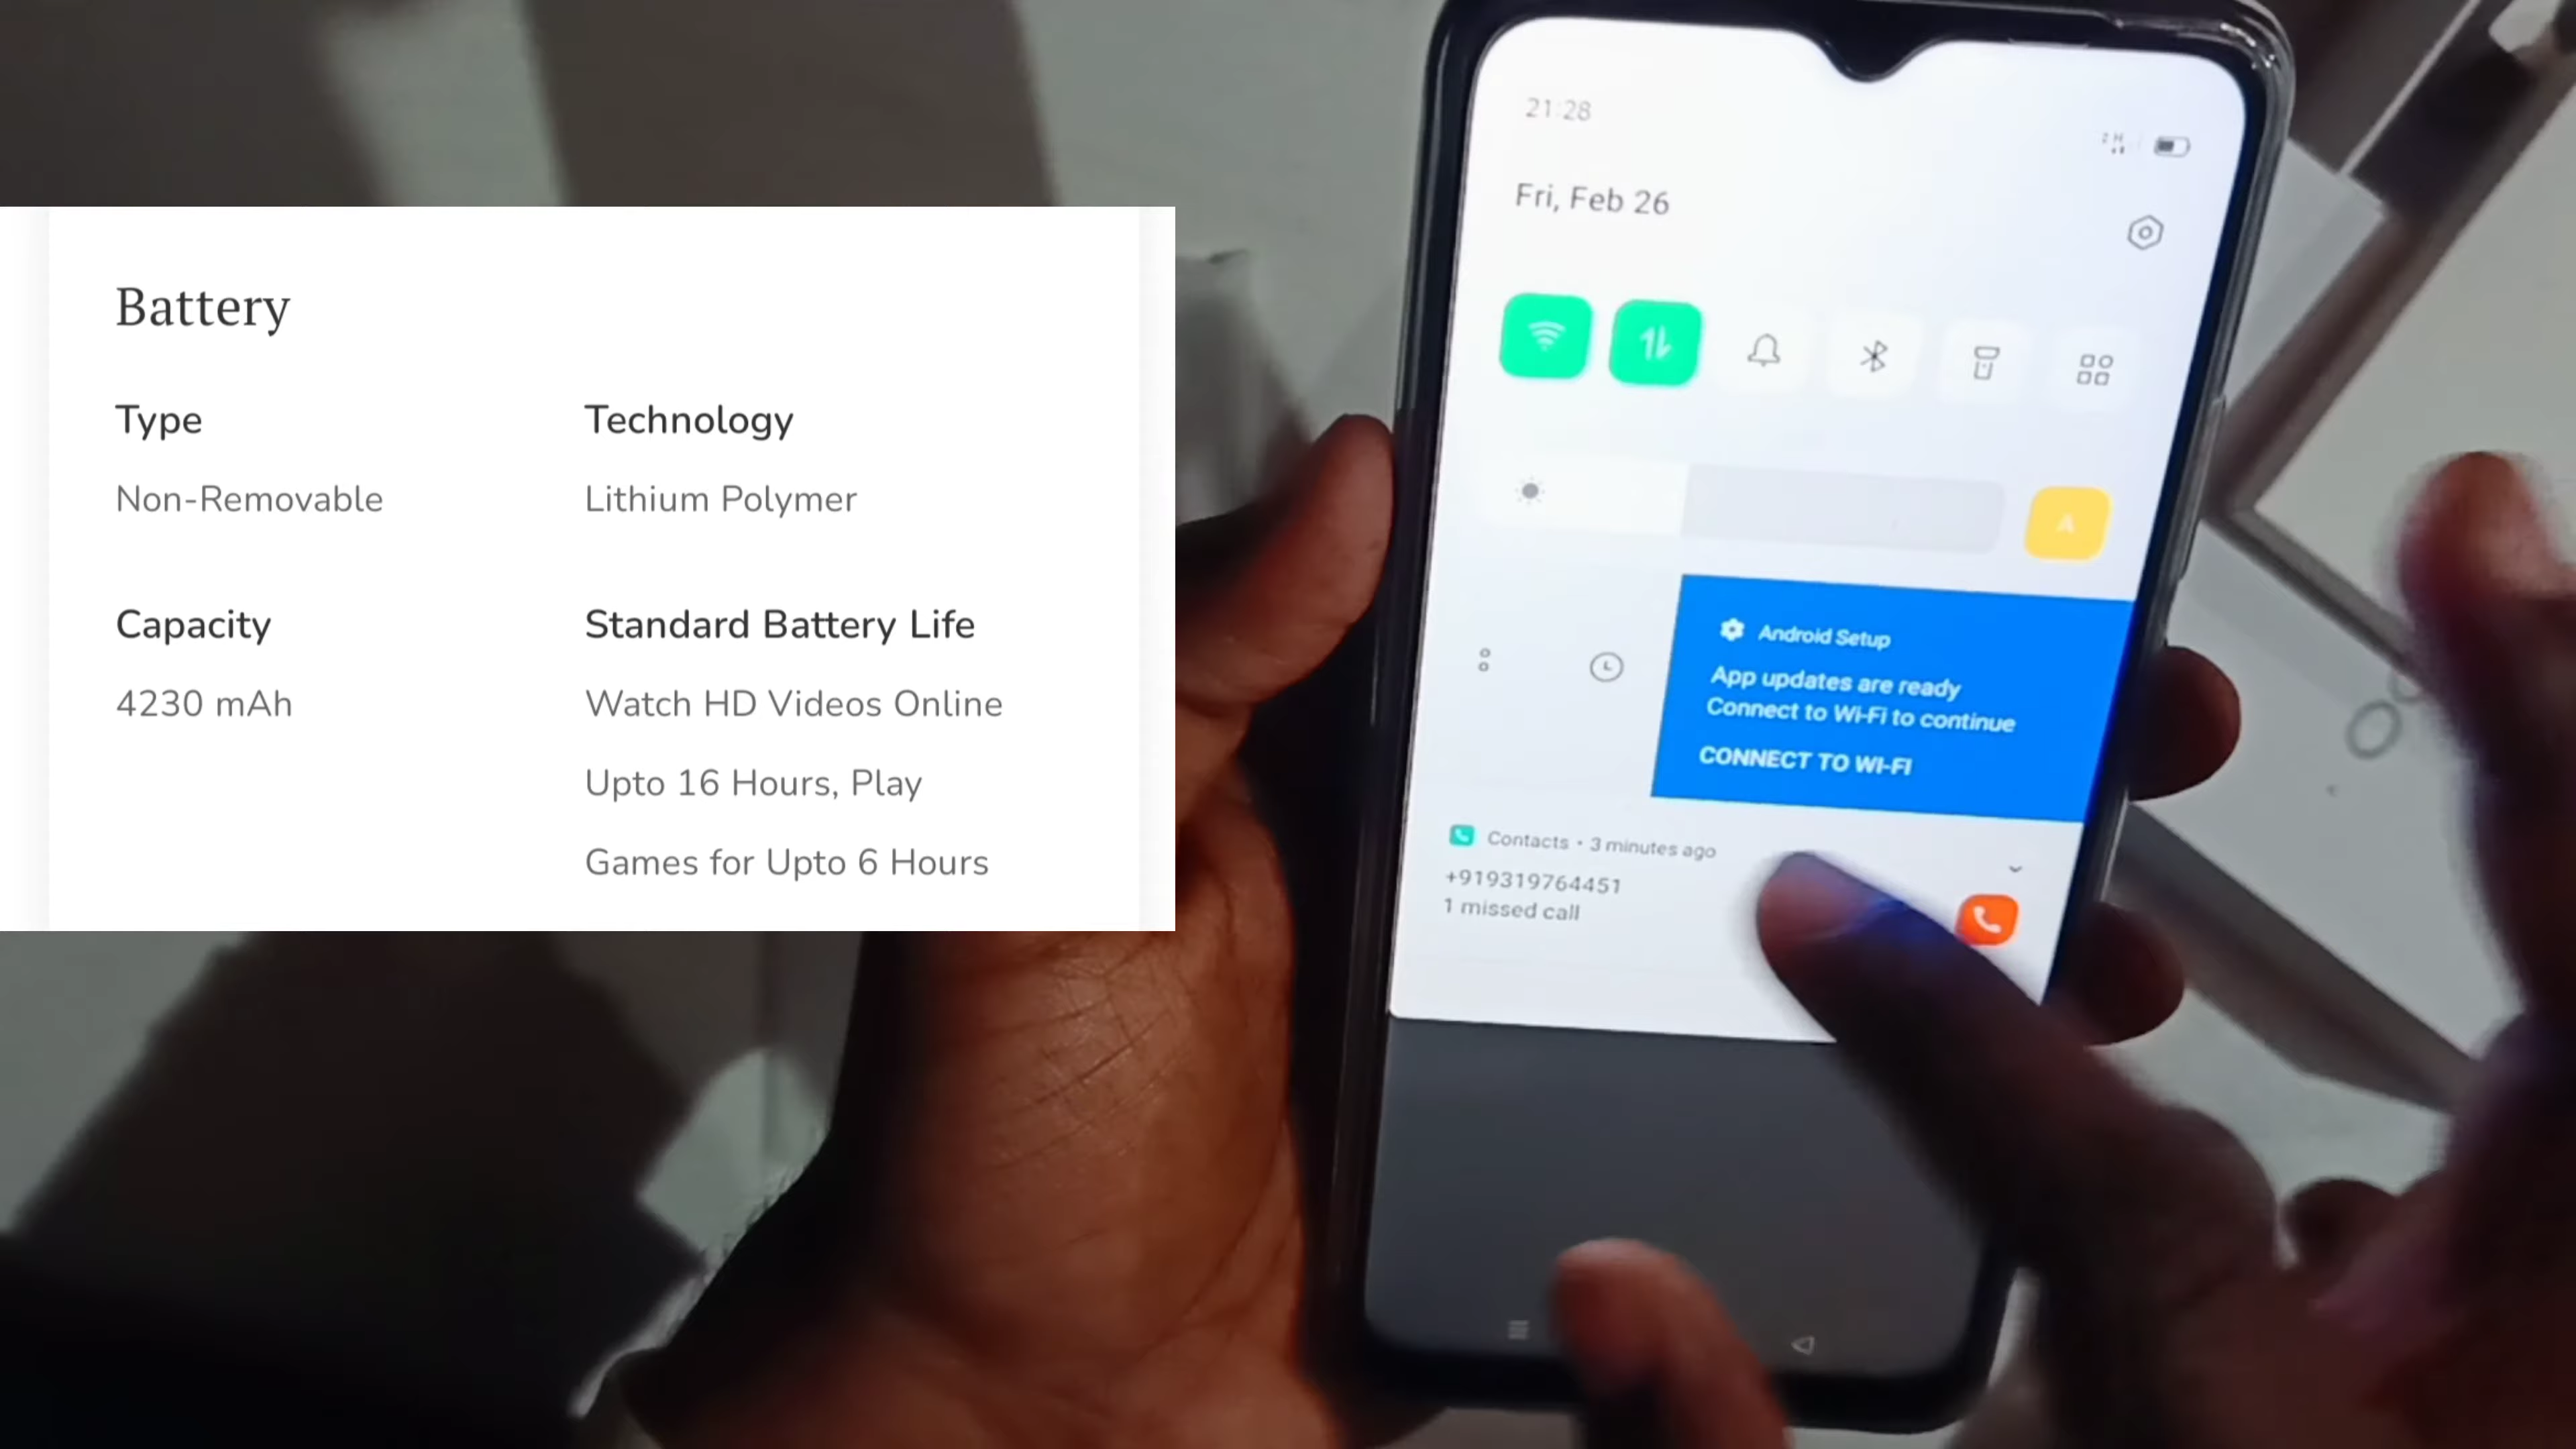 Battery
Type
Technology
Non-Removable
Lithium Polymer
Capacity
Standard Battery Life
4230 mAh
Watch HD Videos Online
Upto 16 Hours, Play
Games for Upto 6 Hours
21:28
Fri, Feb 26
A
Android Setup
App updates are ready
Connect to Wi-Fi to continue
CONNECT TO WI-FI
Contacts • 3 minutes ago
+919319764451
1 missed call